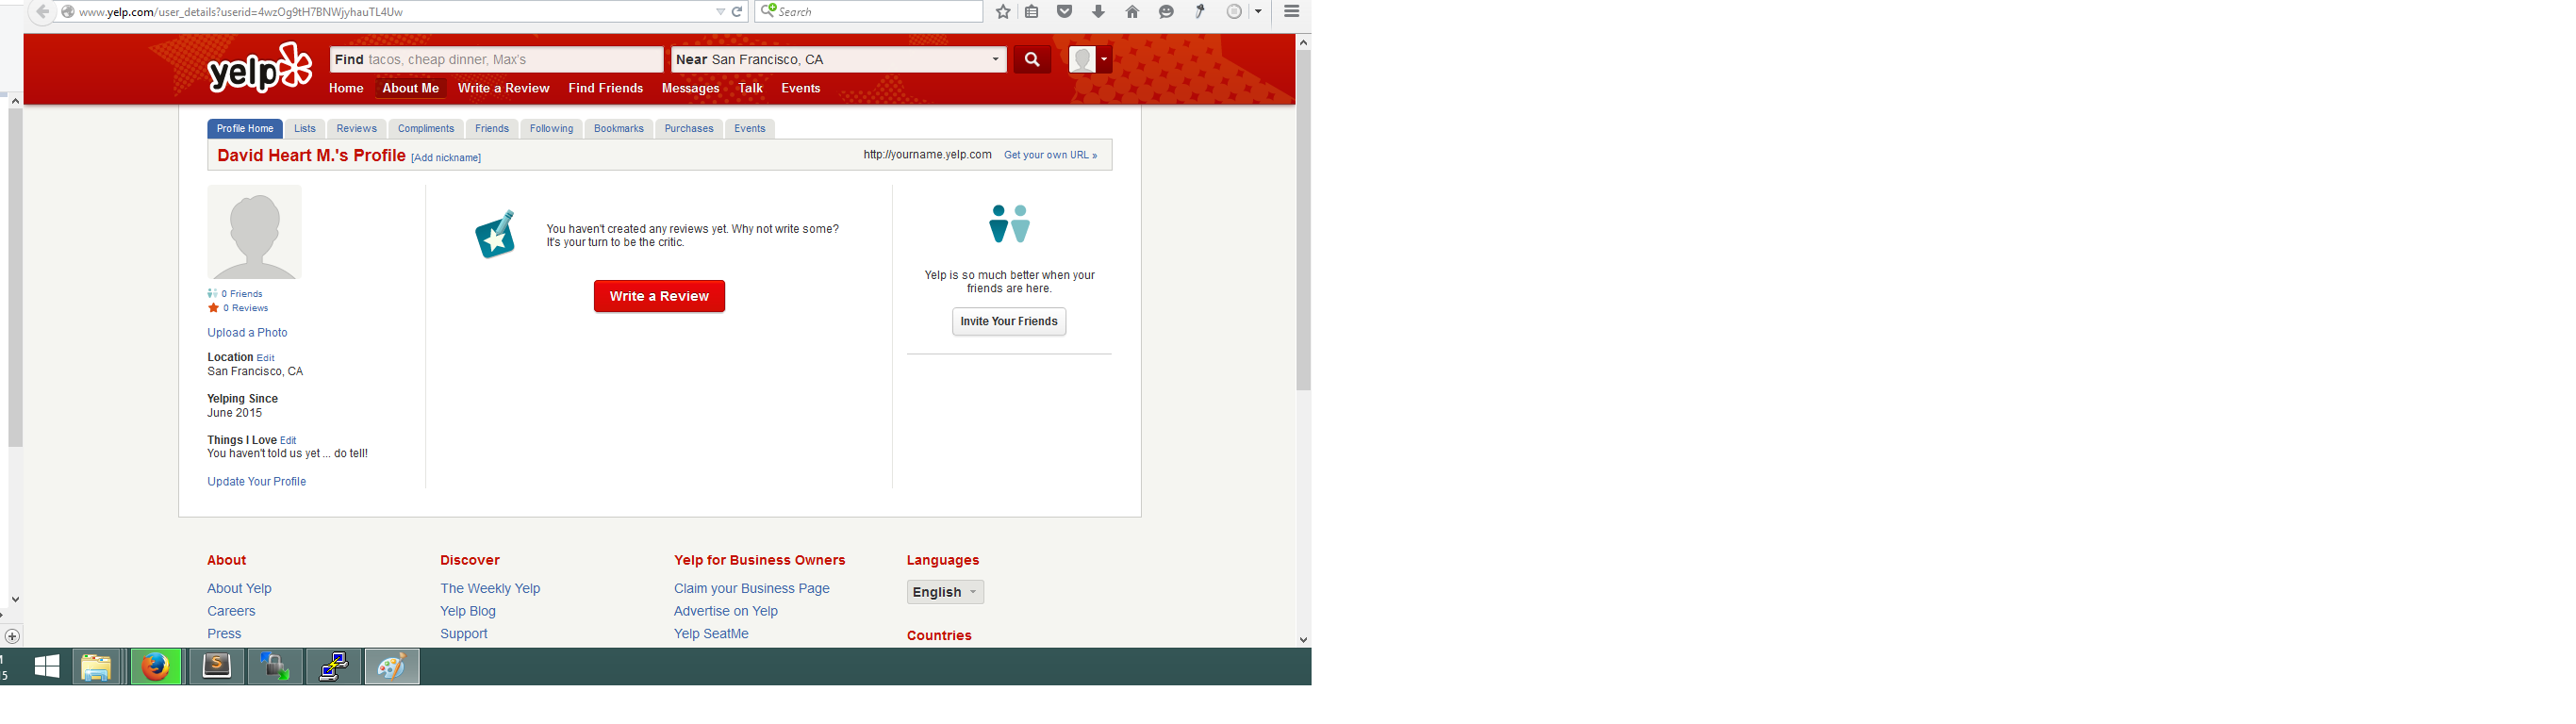 www.yelp.com/user_details?userid=4wzOg9tH7BNWjyhauTL4Uw
Search
yelp
Find tacos, cheap dinner, Max's
Near San Francisco, CA
Home About Me Write a Review Find Friends Messages Talk Events
Profile Home Lists Reviews Compliments Friends Following Bookmarks Purchases Events
David Heart M.'s Profile [Add nickname]
http://yourname.yelp.com Get your own URL »
0 Friends
0 Reviews
Upload a Photo
Location Edit
San Francisco, CA
Yelping Since
June 2015
Things I Love Edit
You haven't told us yet ... do tell!
Update Your Profile
You haven't created any reviews yet. Why not write some?
It's your turn to be the critic.
Write a Review
Yelp is so much better when your
friends are here.
Invite Your Friends
About
About Yelp
Careers
Press
Discover
The Weekly Yelp
Yelp Blog
Support
Yelp for Business Owners
Claim your Business Page
Advertise on Yelp
Yelp SeatMe
Languages
English
Countries
S